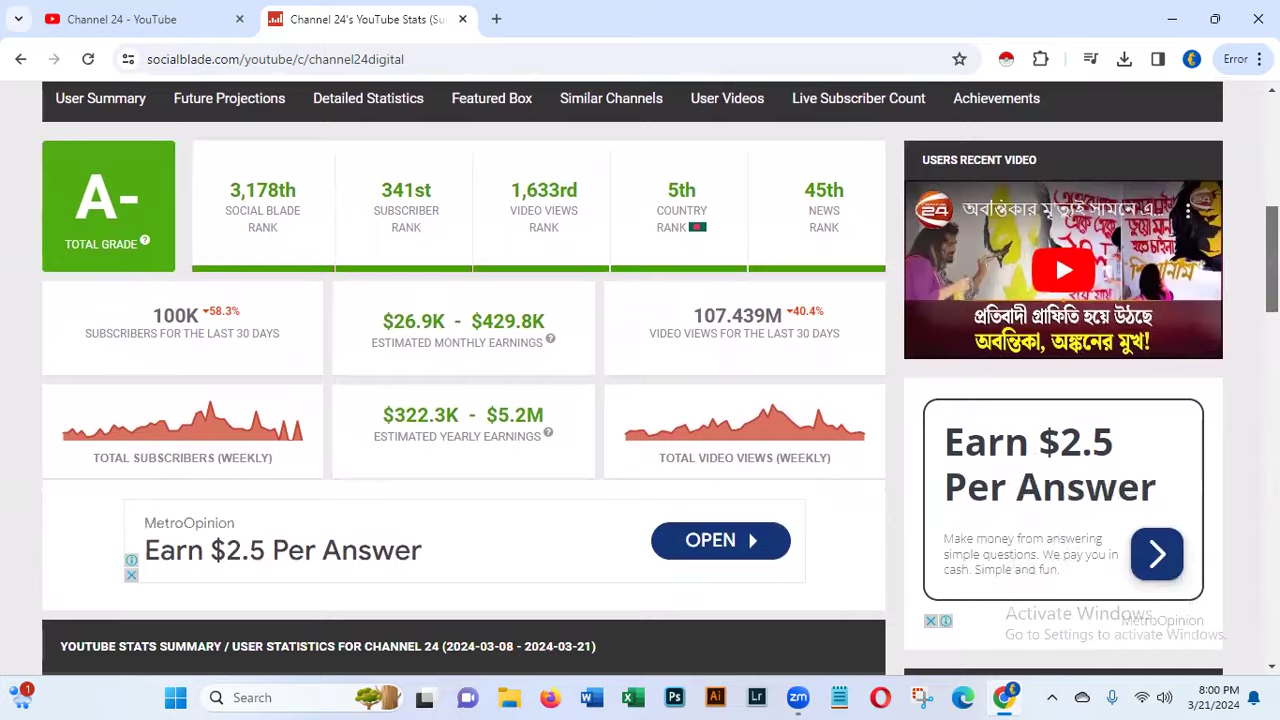 Channel 24 - YouTube
Channel 24's YouTube Stats (Su
socialblade.com/youtube/c/channel24digital
Error
User Summary Future Projections Detailed Statistics Featured Box Similar Channels User Videos Live Subscriber Count Achievements
A-
TOTAL GRADE
3,178th
SOCIAL BLADE
RANK
341st
SUBSCRIBER
RANK
1,633rd
VIDEO VIEWS
RANK
5th
COUNTRY
RANK
45th
NEWS
RANK
100K 58.3%
SUBSCRIBERS FOR THE LAST 30 DAYS
$26.9K - $429.8K
ESTIMATED MONTHLY EARNINGS
107.439M 40.4%
VIDEO VIEWS FOR THE LAST 30 DAYS
TOTAL SUBSCRIBERS (WEEKLY)
$322.3K - $5.2M
ESTIMATED YEARLY EARNINGS
TOTAL VIDEO VIEWS (WEEKLY)
MetroOpinion
Earn $2.5 Per Answer
OPEN
YOUTUBE STATS SUMMARY / USER STATISTICS FOR CHANNEL 24 (2024-03-08 - 2024-03-21)
USERS RECENT VIDEO
24
অবন্তিকার মৃ'ত্যুই সামনে এ...
প্রতিবাদী গ্রাফিতি হয়ে উঠছে
অবন্তিকা, অঙ্কনের মুখ!
Earn $2.5
Per Answer
Make money from answering
simple questions. We pay you in
cash. Simple and fun.
MetroOpinion
Activate Windows
Go to Settings to activate Windows.
1
Search
8:00 PM
3/21/2024